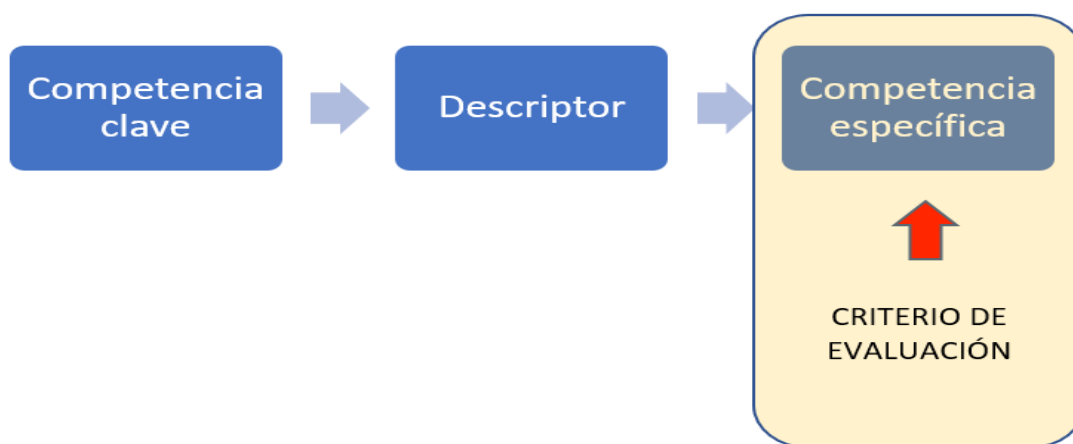 Competencia
clave
Descriptor
Competencia
específica
CRITERIO DE
EVALUACIÓN